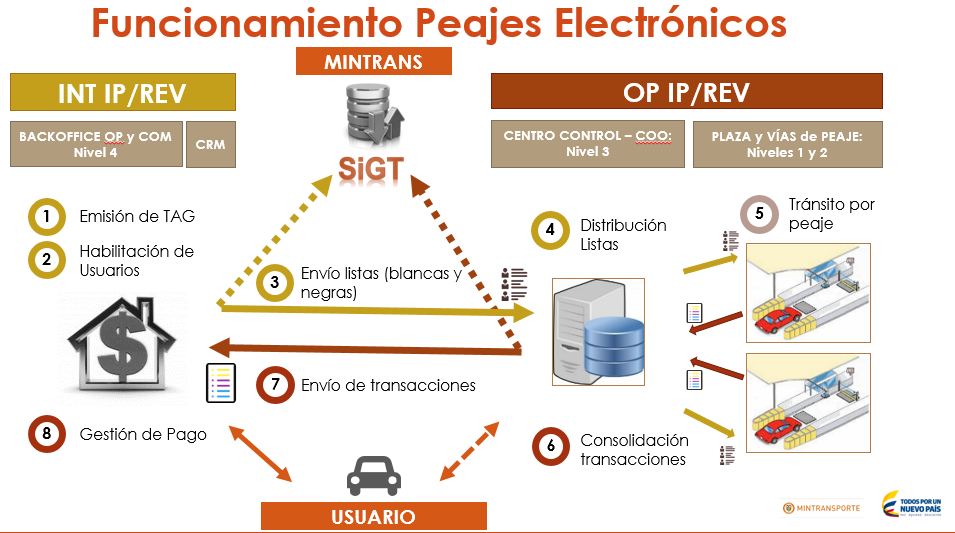 Funcionamiento Peajes Electrónicos
MINTRANS
INT IP/REV
OP IP/REV
BACKOFFICE OP y COM
Nivel 4
CRM
CENTRO CONTROL – COO:
Nivel 3
PLAZA y VÍAS de PEAJE:
Niveles 1 y 2
SiGT
1 Emisión de TAG
2 Habilitación de
Usuarios
3 Envío listas (blancas y
negras)
4 Distribución
Listas
5 Tránsito por
peaje
$
7 Envío de transacciones
8 Gestión de Pago
6 Consolidación
transacciones
USUARIO
MINTRANSPORTE
TODOS POR UN
NUEVO PAÍS